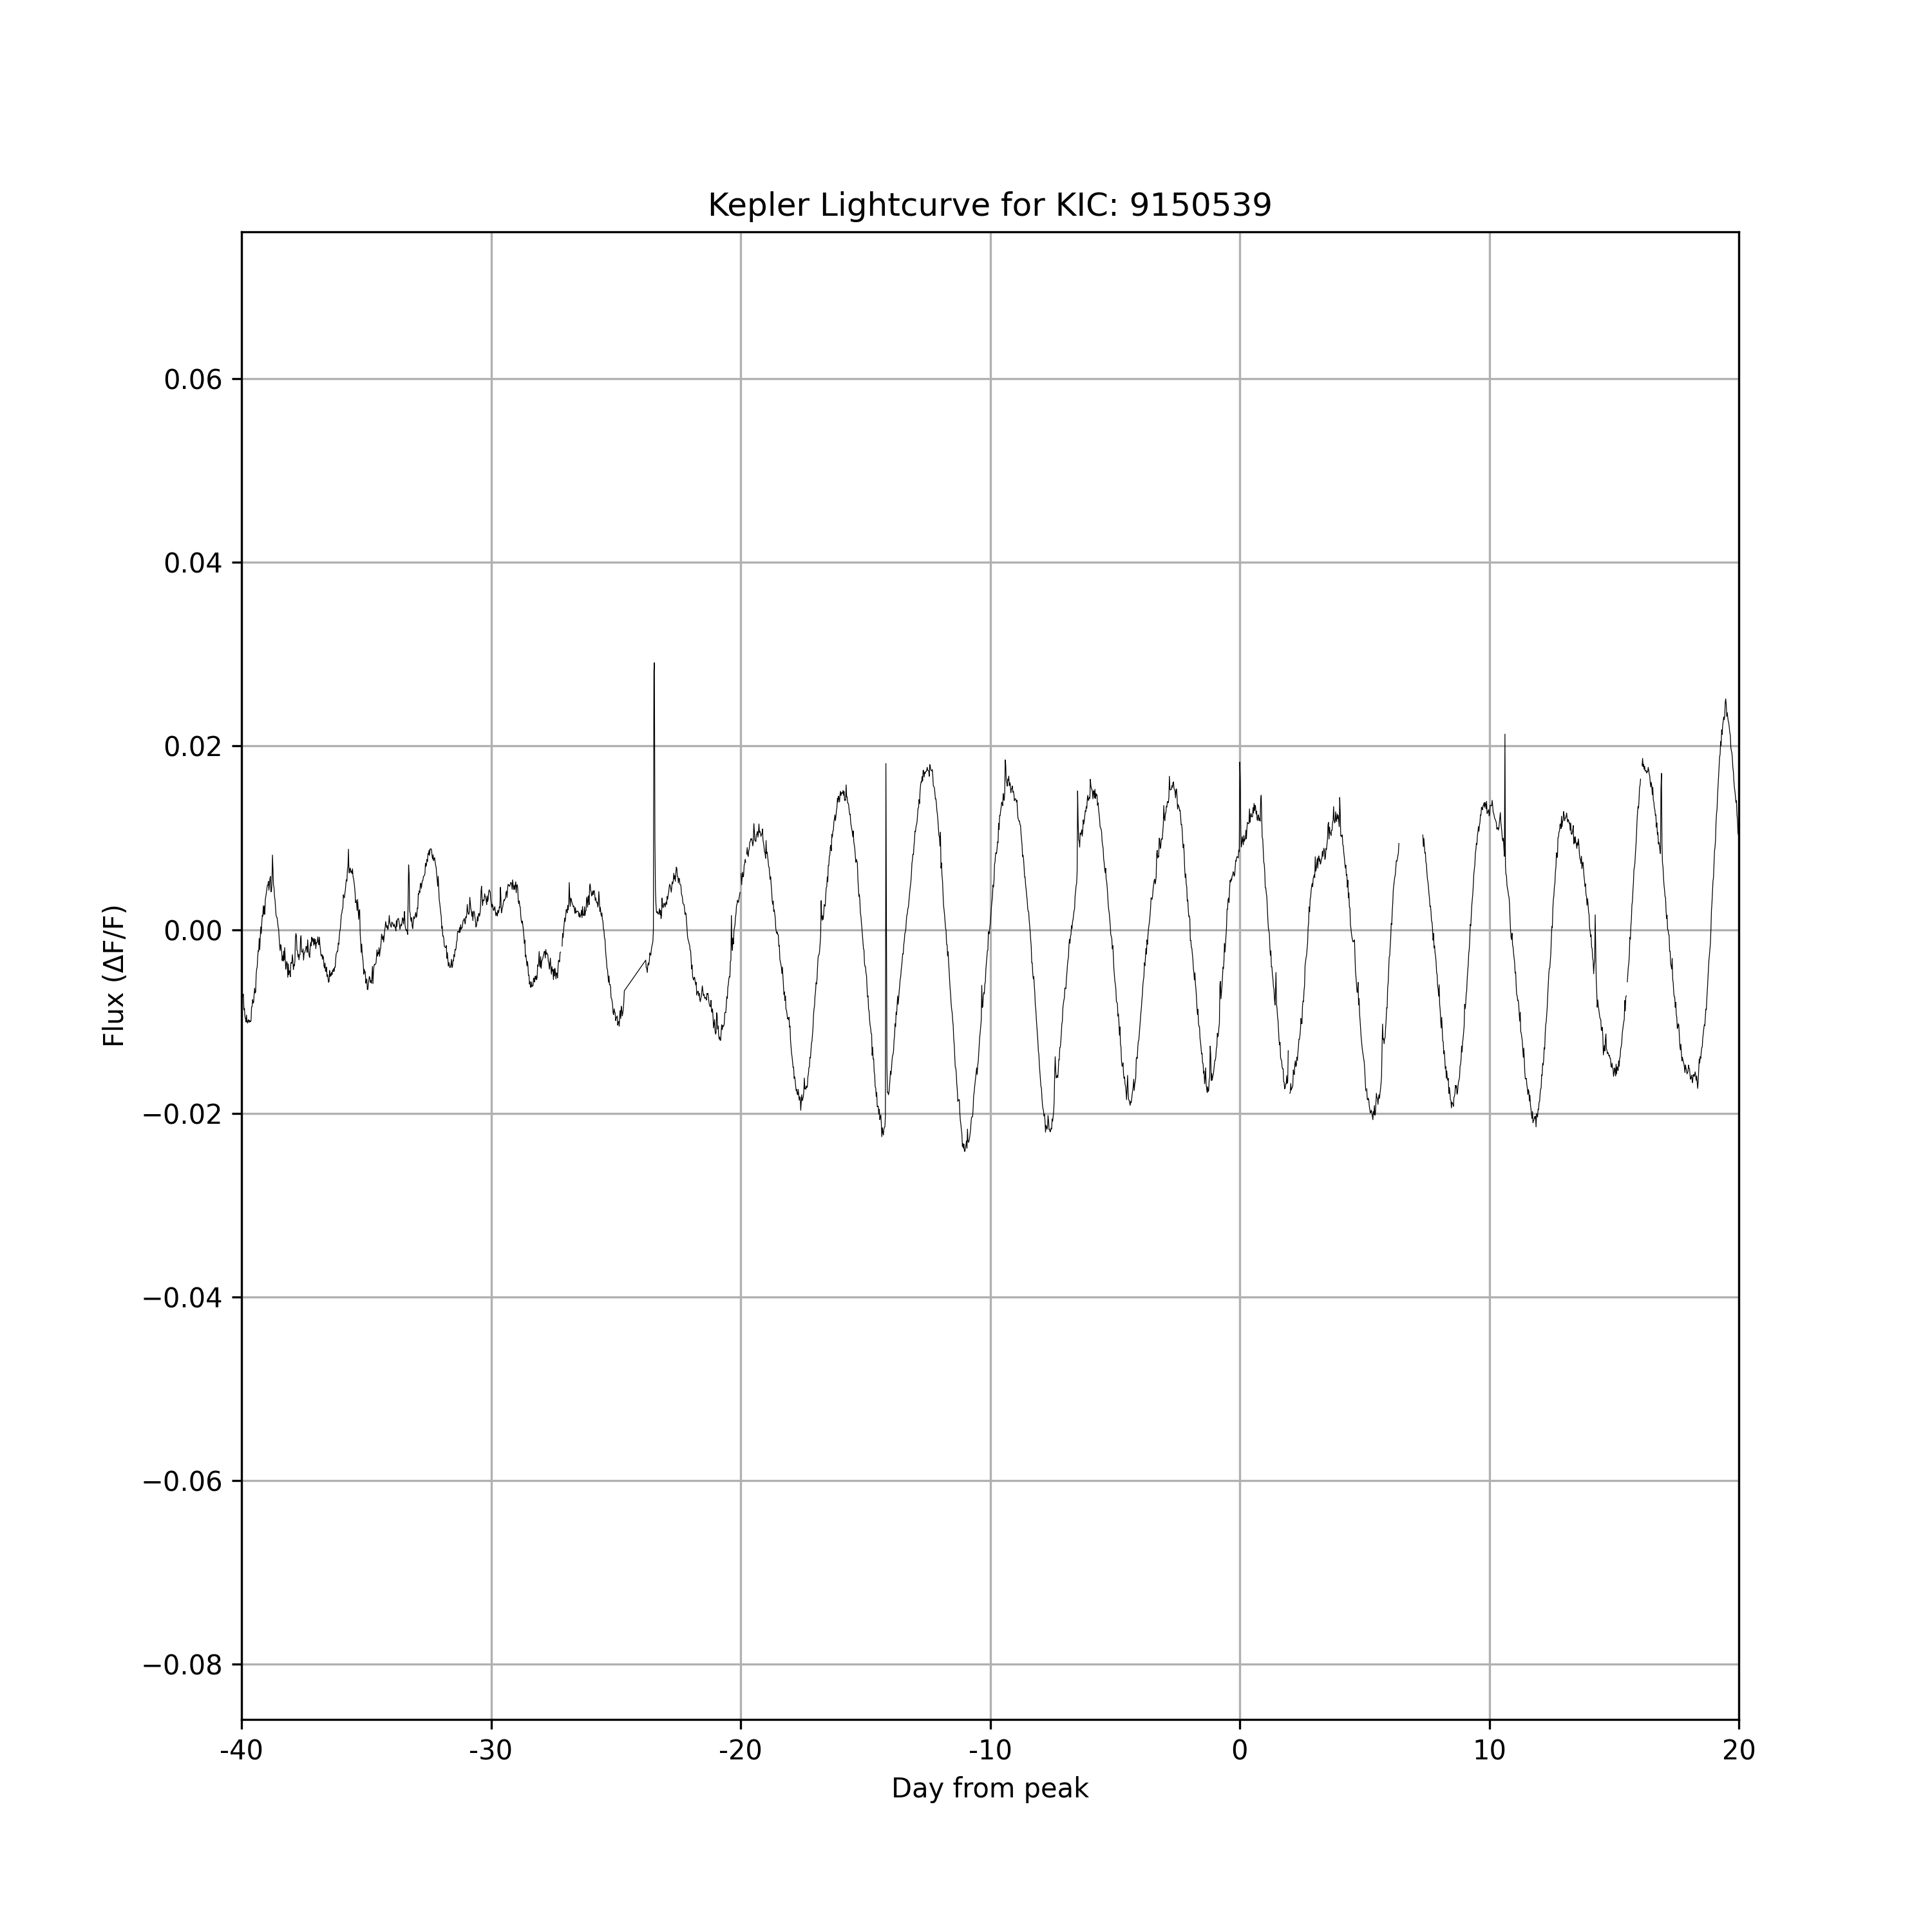 Kepler Lightcurve for KIC: 9150539
0.06
0.04
0.02
0.00
−0.02
−0.04
−0.06
−0.08
Flux (ΔF/F)
-40 -30 -20 -10 0 10 20
Day from peak